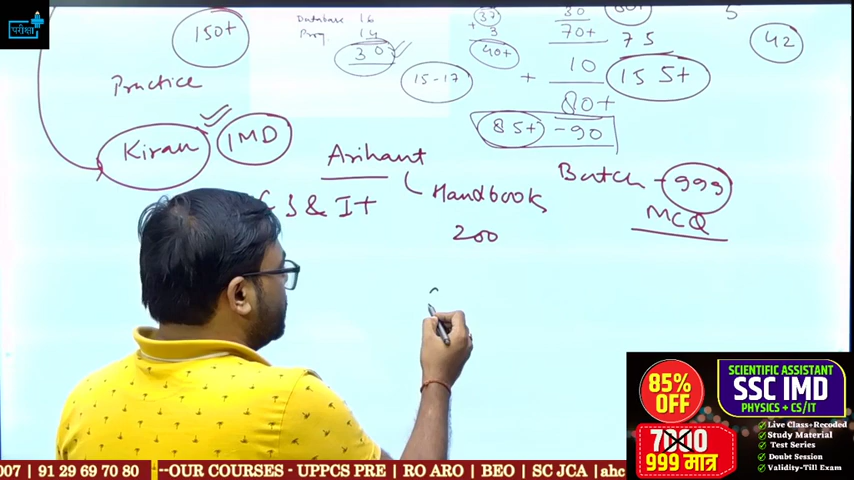 परीक्षा
150+
Practice
Kiran
IMD
Database 16
Prog. 14
30
37
+ 3
40+
15-17
30
70+
+ 10
80+
85+ - 90
75
155+
5
42
Arihant
Handbook
200
CS & IT
Batch - 999
MCQ
85%
OFF
7000
999 मात्र
SCIENTIFIC ASSISTANT
SSC IMD
PHYSICS + CS/IT
Live Class+Recoded
Study Material
Test Series
Doubt Session
Validity-Till Exam
007 | 91 29 69 70 80 | --OUR COURSES - UPPCS PRE | RO ARO | BEO | SC JCA | ahc